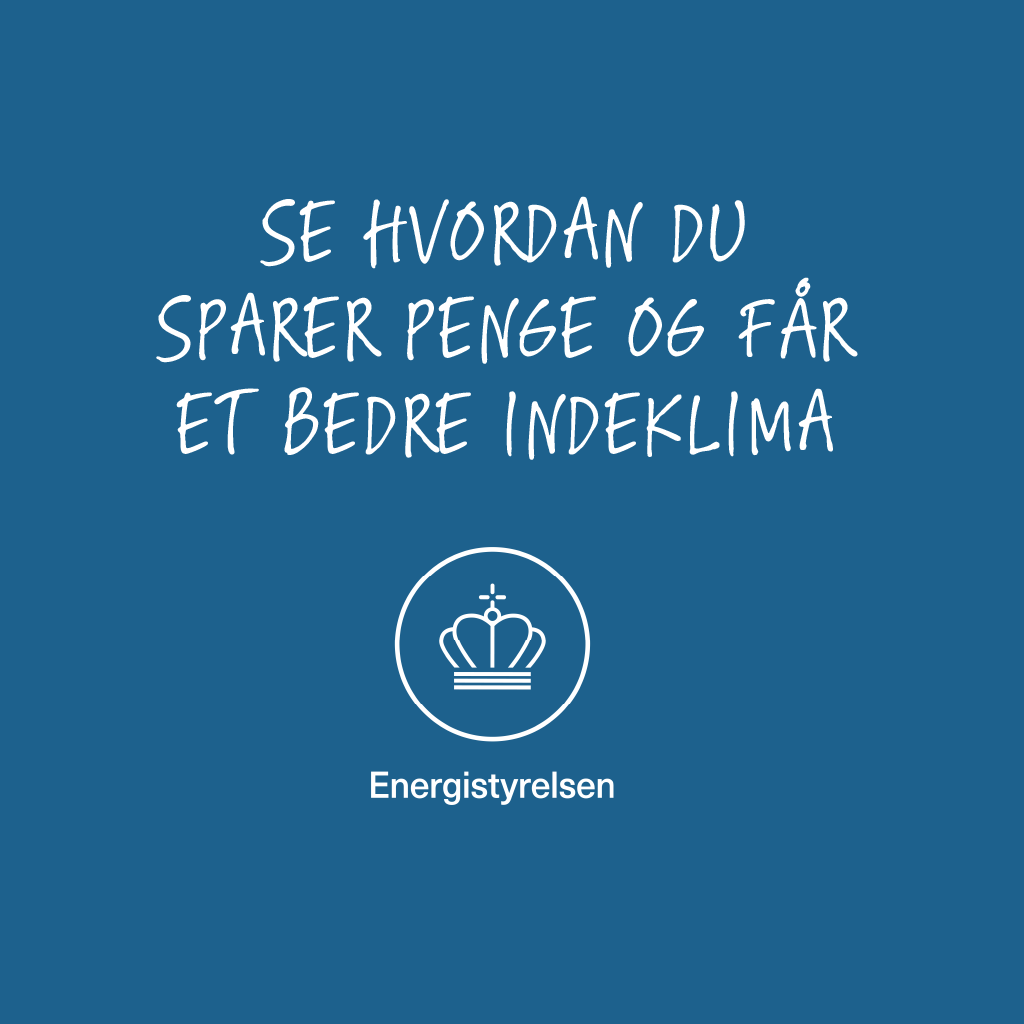 SE HVORDAN DU
SPARER PENGE OG FÅR
ET BEDRE INDEKLIMA
Energistyrelsen